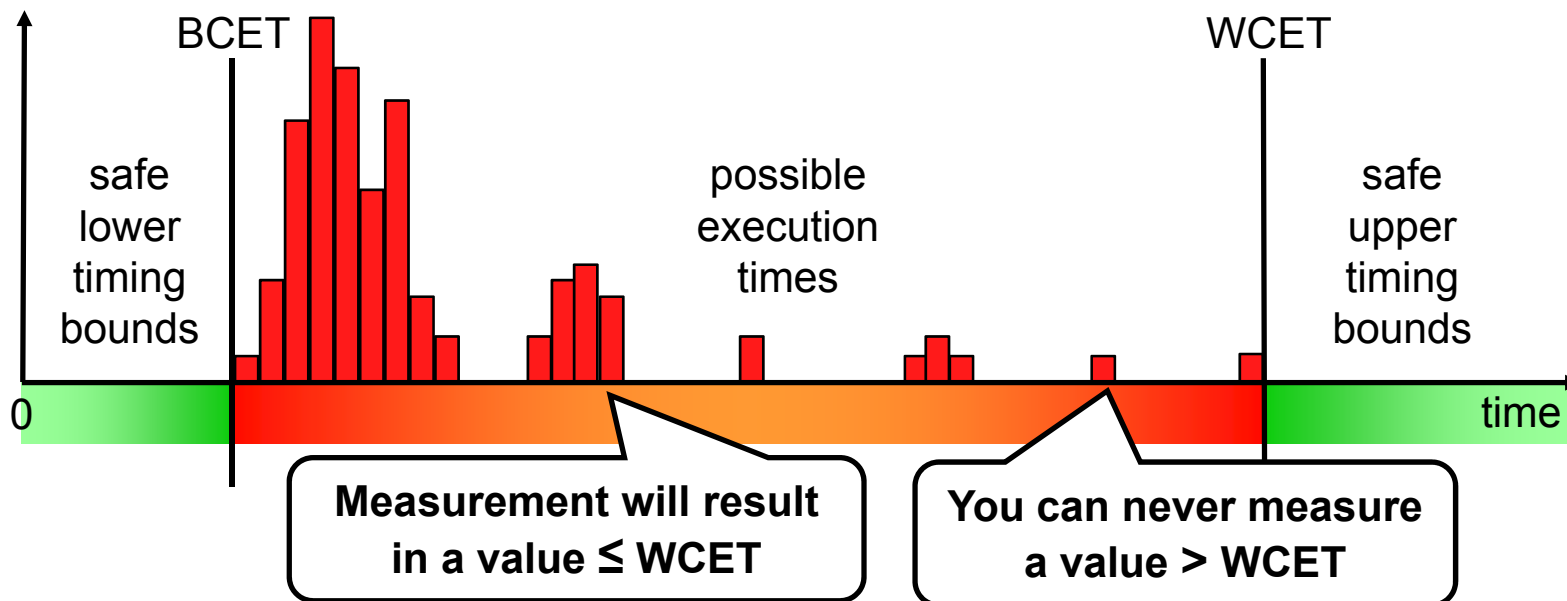 BCET
WCET
safe
lower
timing
bounds
possible
execution
times
safe
upper
timing
bounds
0
time
Measurement will result
in a value ≤ WCET
You can never measure
a value > WCET